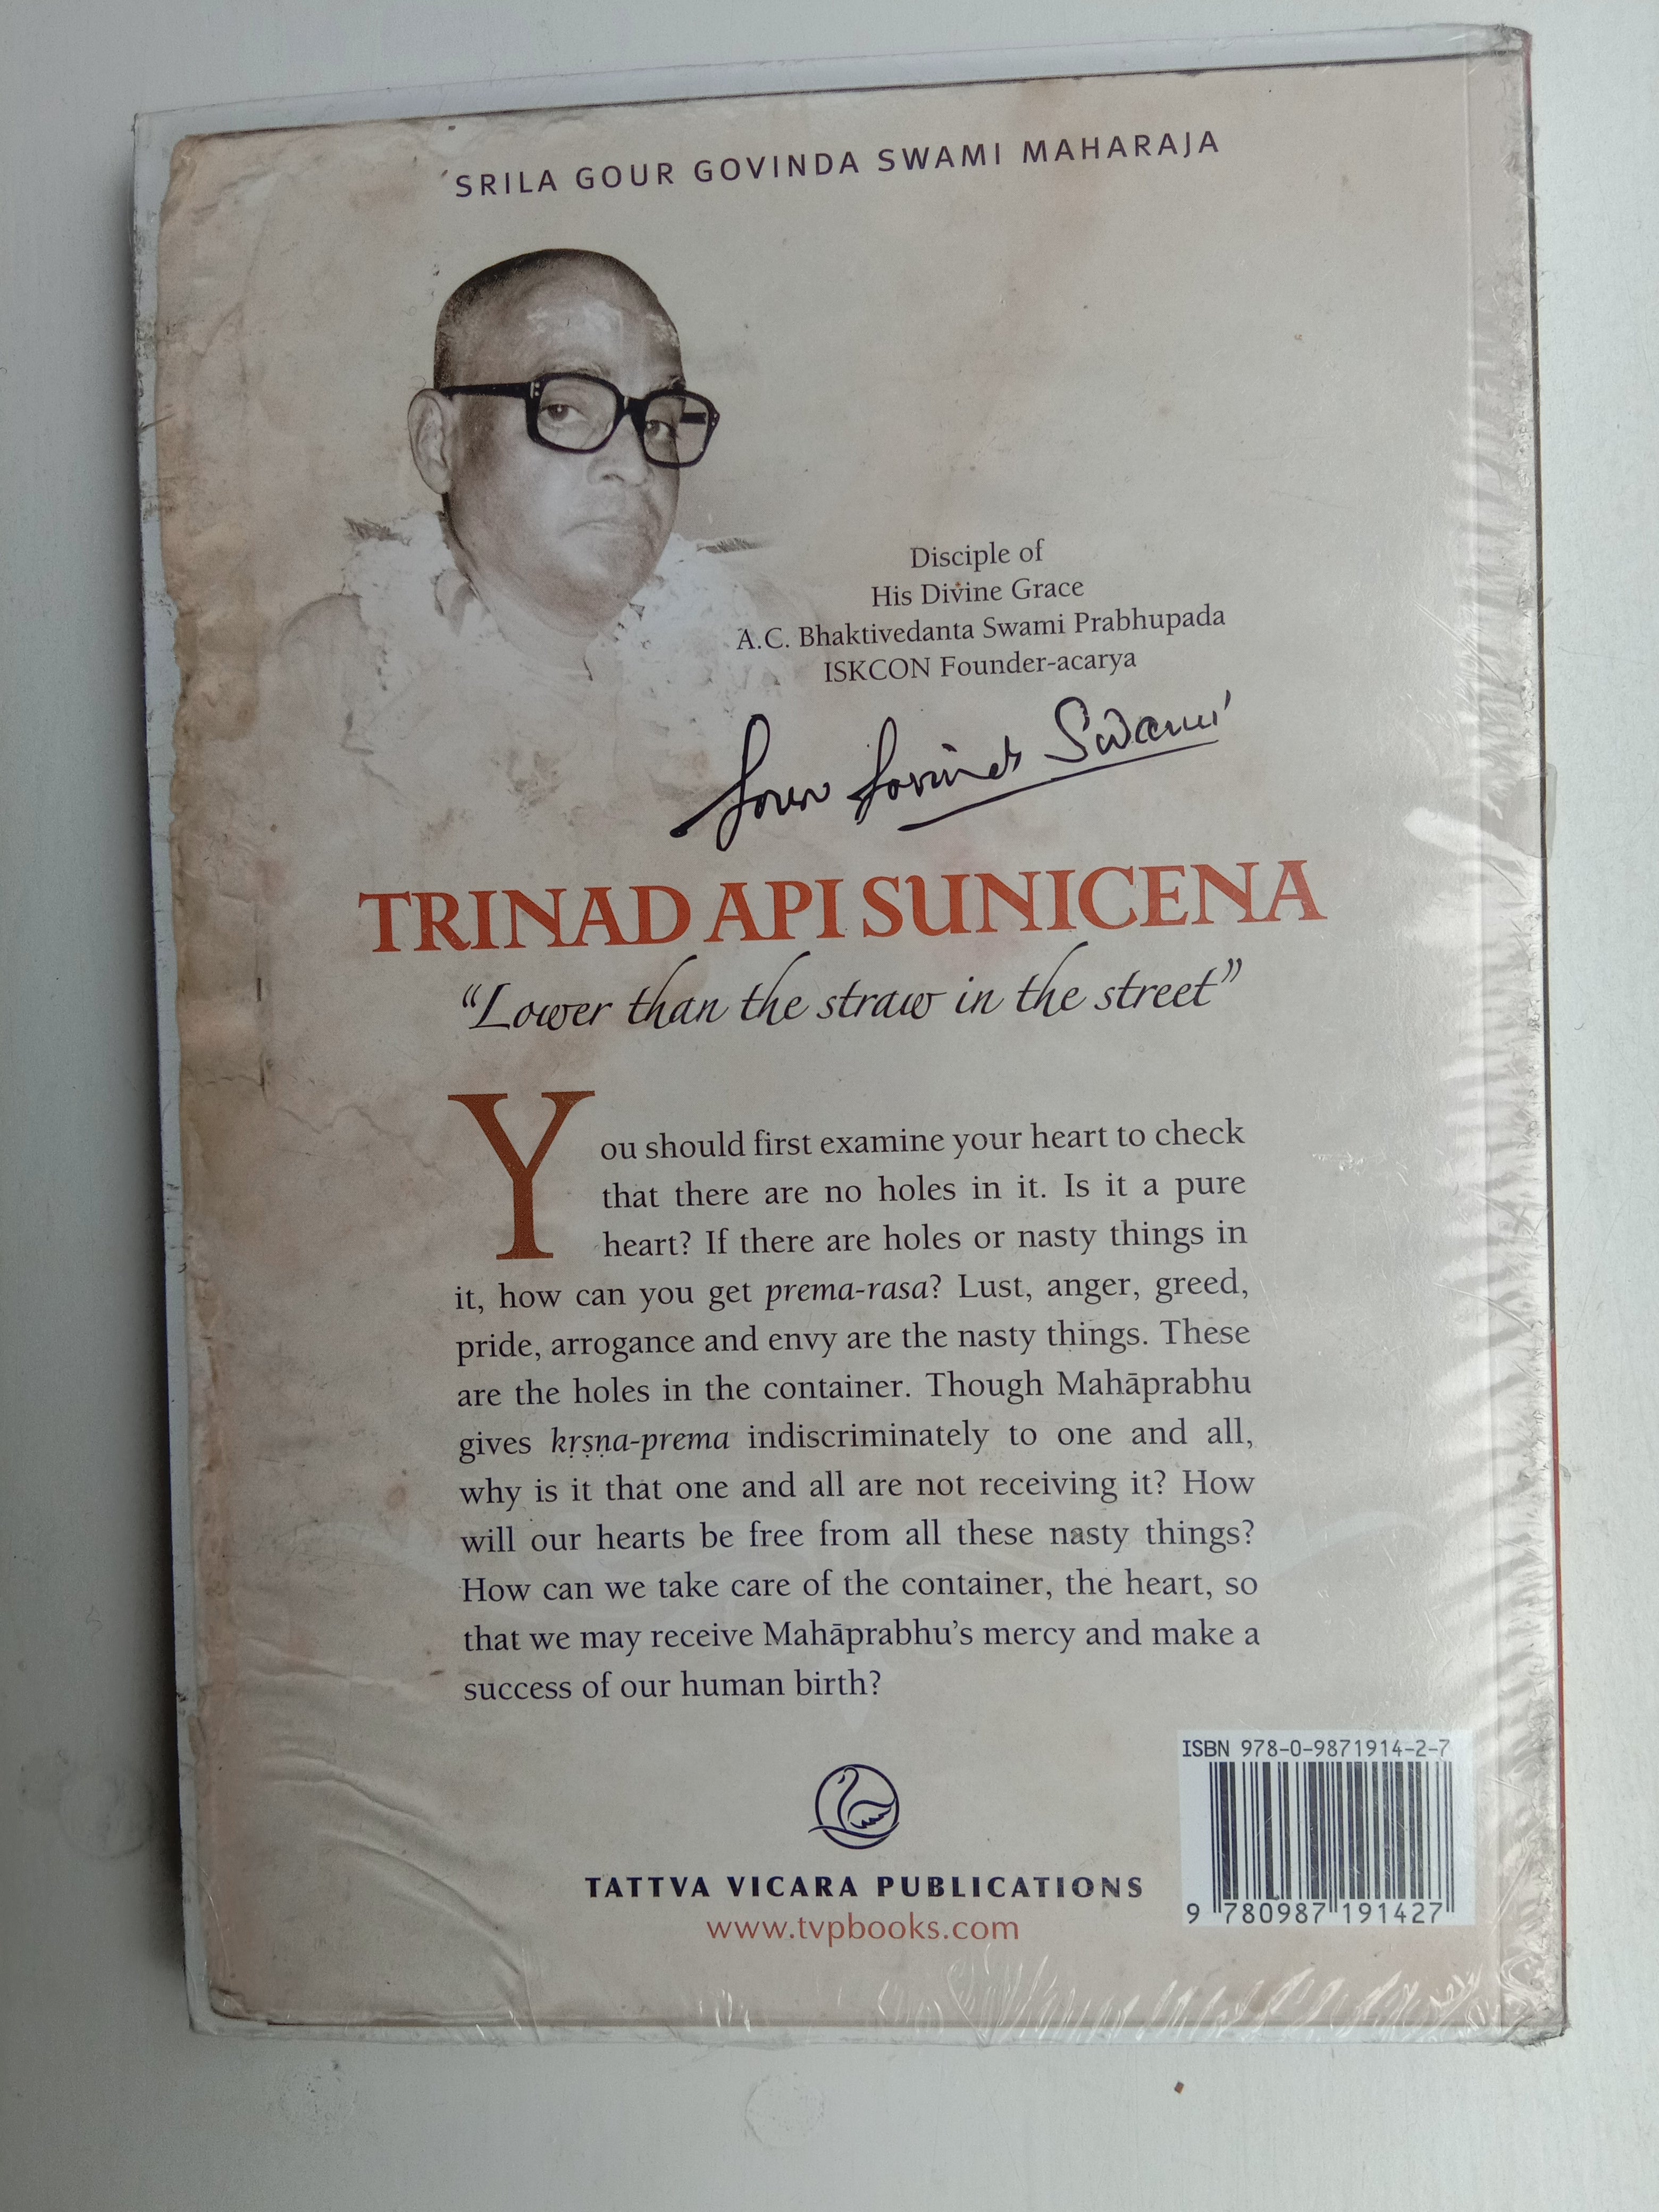 SRILA GOUR GOVINDA SWAMI MAHARAJA
Disciple of
His Divine Grace
A.C. Bhaktivedanta Swami Prabhupada
ISKCON Founder-acarya
Gour Govinda Swami
TRINAD API SUNICENA
“Lower than the straw in the street”
You should first examine your heart to check
that there are no holes in it. Is it a pure
heart? If there are holes or nasty things in
it, how can you get prema-rasa? Lust, anger, greed,
pride, arrogance and envy are the nasty things. These
are the holes in the container. Though Mahāprabhu
gives kṛṣṇa-prema indiscriminately to one and all,
why is it that one and all are not receiving it? How
will our hearts be free from all these nasty things?
How can we take care of the container, the heart, so
that we may receive Mahāprabhu’s mercy and make a
success of our human birth?
ISBN 978-0-9871914-2-7
9 780987 191427
TATTVA VICARA PUBLICATIONS
www.tvpbooks.com